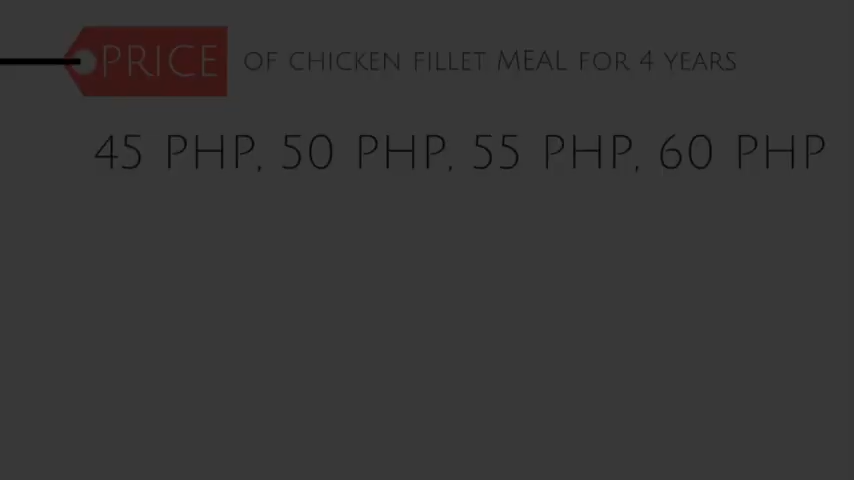 PRICE OF CHICKEN FILLET MEAL FOR 4 YEARS
45 PHP, 50 PHP, 55 PHP, 60 PHP